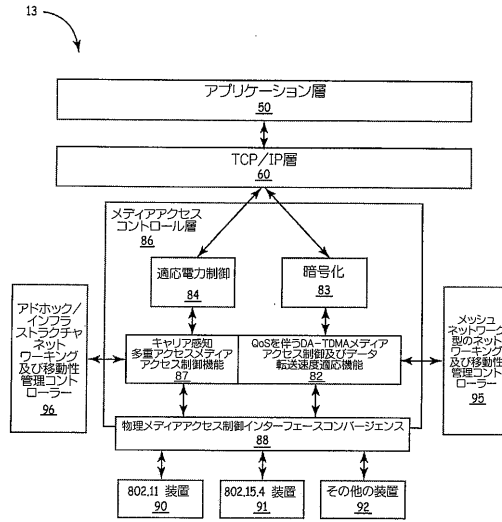 13
アプリケーション層
50
TCP/IP層
60
メディアアクセス
コントロール層
86
適応電力制御
84
暗号化
83
アドホック/
インフラ
ストラクチャ
ネット
ワーキング
及び移動性
管理コント
ローラー
96
キャリア感知
多重アクセスメディア
アクセス制御機能
87
QoSを伴うDA-TDMAメディア
アクセス制御及びデータ
転送速度適応機能
82
メッシュ
ネットワーク
型のネット
ワーキング
及び移動性
管理コント
ローラー
95
物理メディアアクセス制御インターフェースコンバージェンス
88
802,11 装置
90
802,15,4 装置
91
その他の装置
92